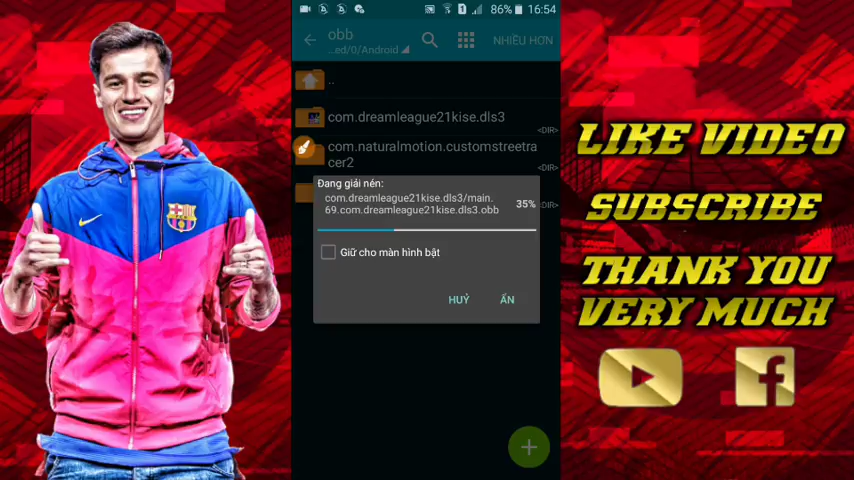 86% 16:54
obb
..ed/0/Android
NHIỀU HƠN
..
com.dreamleague21kise.dls3
<DIR>
com.naturalmotion.customstreetra
cer2
<DIR>
Đang giải nén:
com.dreamleague21kise.dls3/main.
69.com.dreamleague21kise.dls3.obb
35%
<DIR>
Giữ cho màn hình bật
HUỶ
ẨN
LIKE VIDEO
SUBSCRIBE
THANK YOU
VERY MUCH